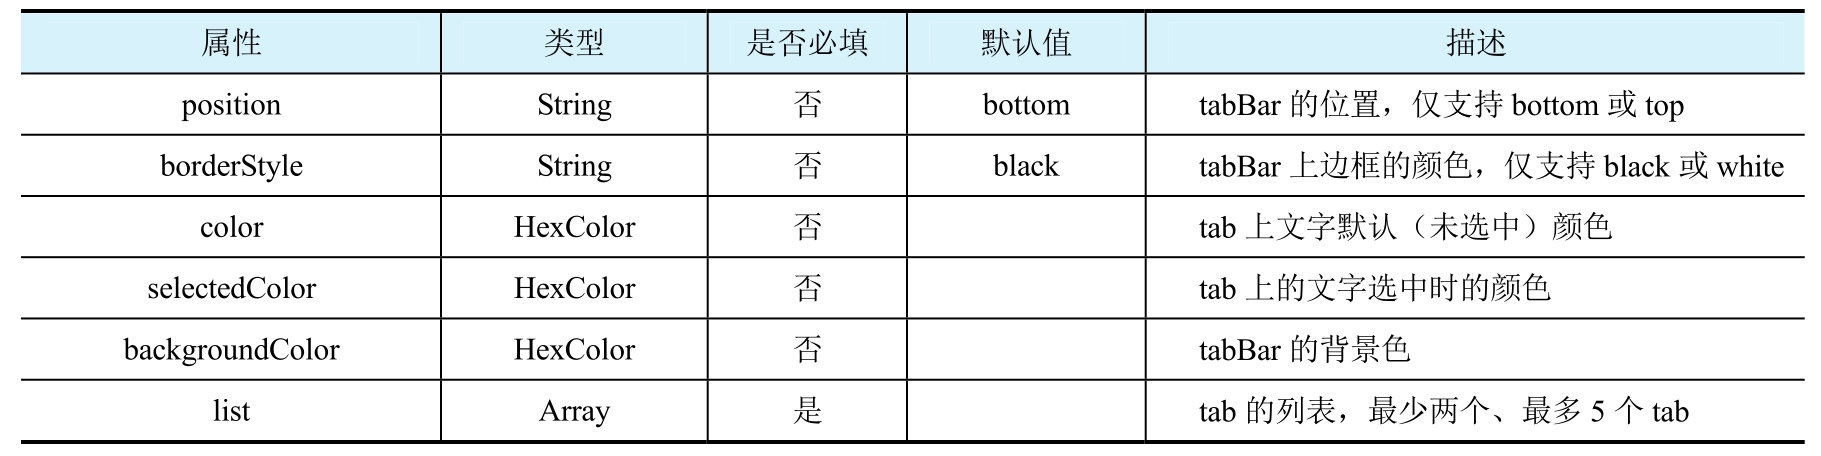 属性 类型 是否必填 默认值 描述
position String 否 bottom tabBar 的位置，仅支持 bottom 或 top
borderStyle String 否 black tabBar 上边框的颜色，仅支持 black 或 white
color HexColor 否 tab 上文字默认（未选中）颜色
selectedColor HexColor 否 tab 上的文字选中时的颜色
backgroundColor HexColor 否 tabBar 的背景色
list Array 是 tab 的列表，最少两个、最多 5 个 tab